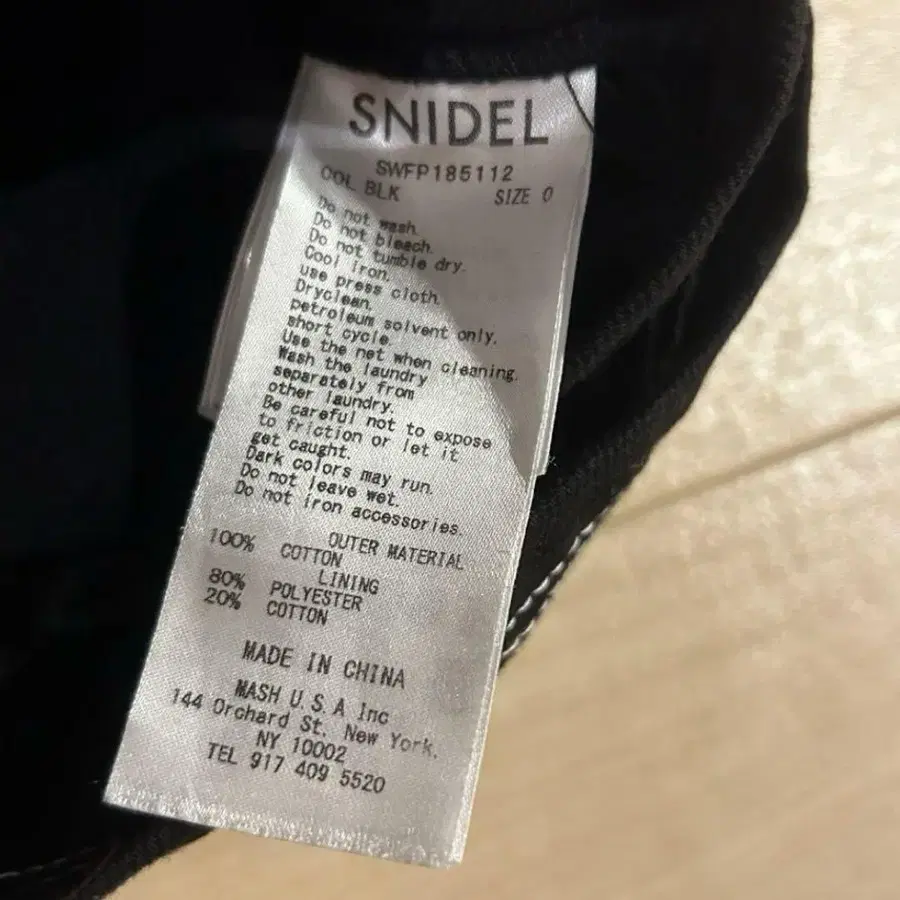 SNIDEL
SWFP185112
COL BLK SIZE 0
Do not wash.
Do not bleach.
Do not tumble dry.
Cool iron.
use press cloth.
Dryclean.
petroleum solvent only.
short cycle.
Use the net when cleaning.
Wash the laundry
separately from
other laundry.
Be careful not to expose
to friction or let it
get caught.
Dark colors may run.
Do not leave wet.
Do not iron accessories.
OUTER MATERIAL
100% COTTON
LINING
80% POLYESTER
20% COTTON
MADE IN CHINA
MASH U.S.A Inc
144 Orchard St. New York.
NY 10002
TEL 917 409 5520